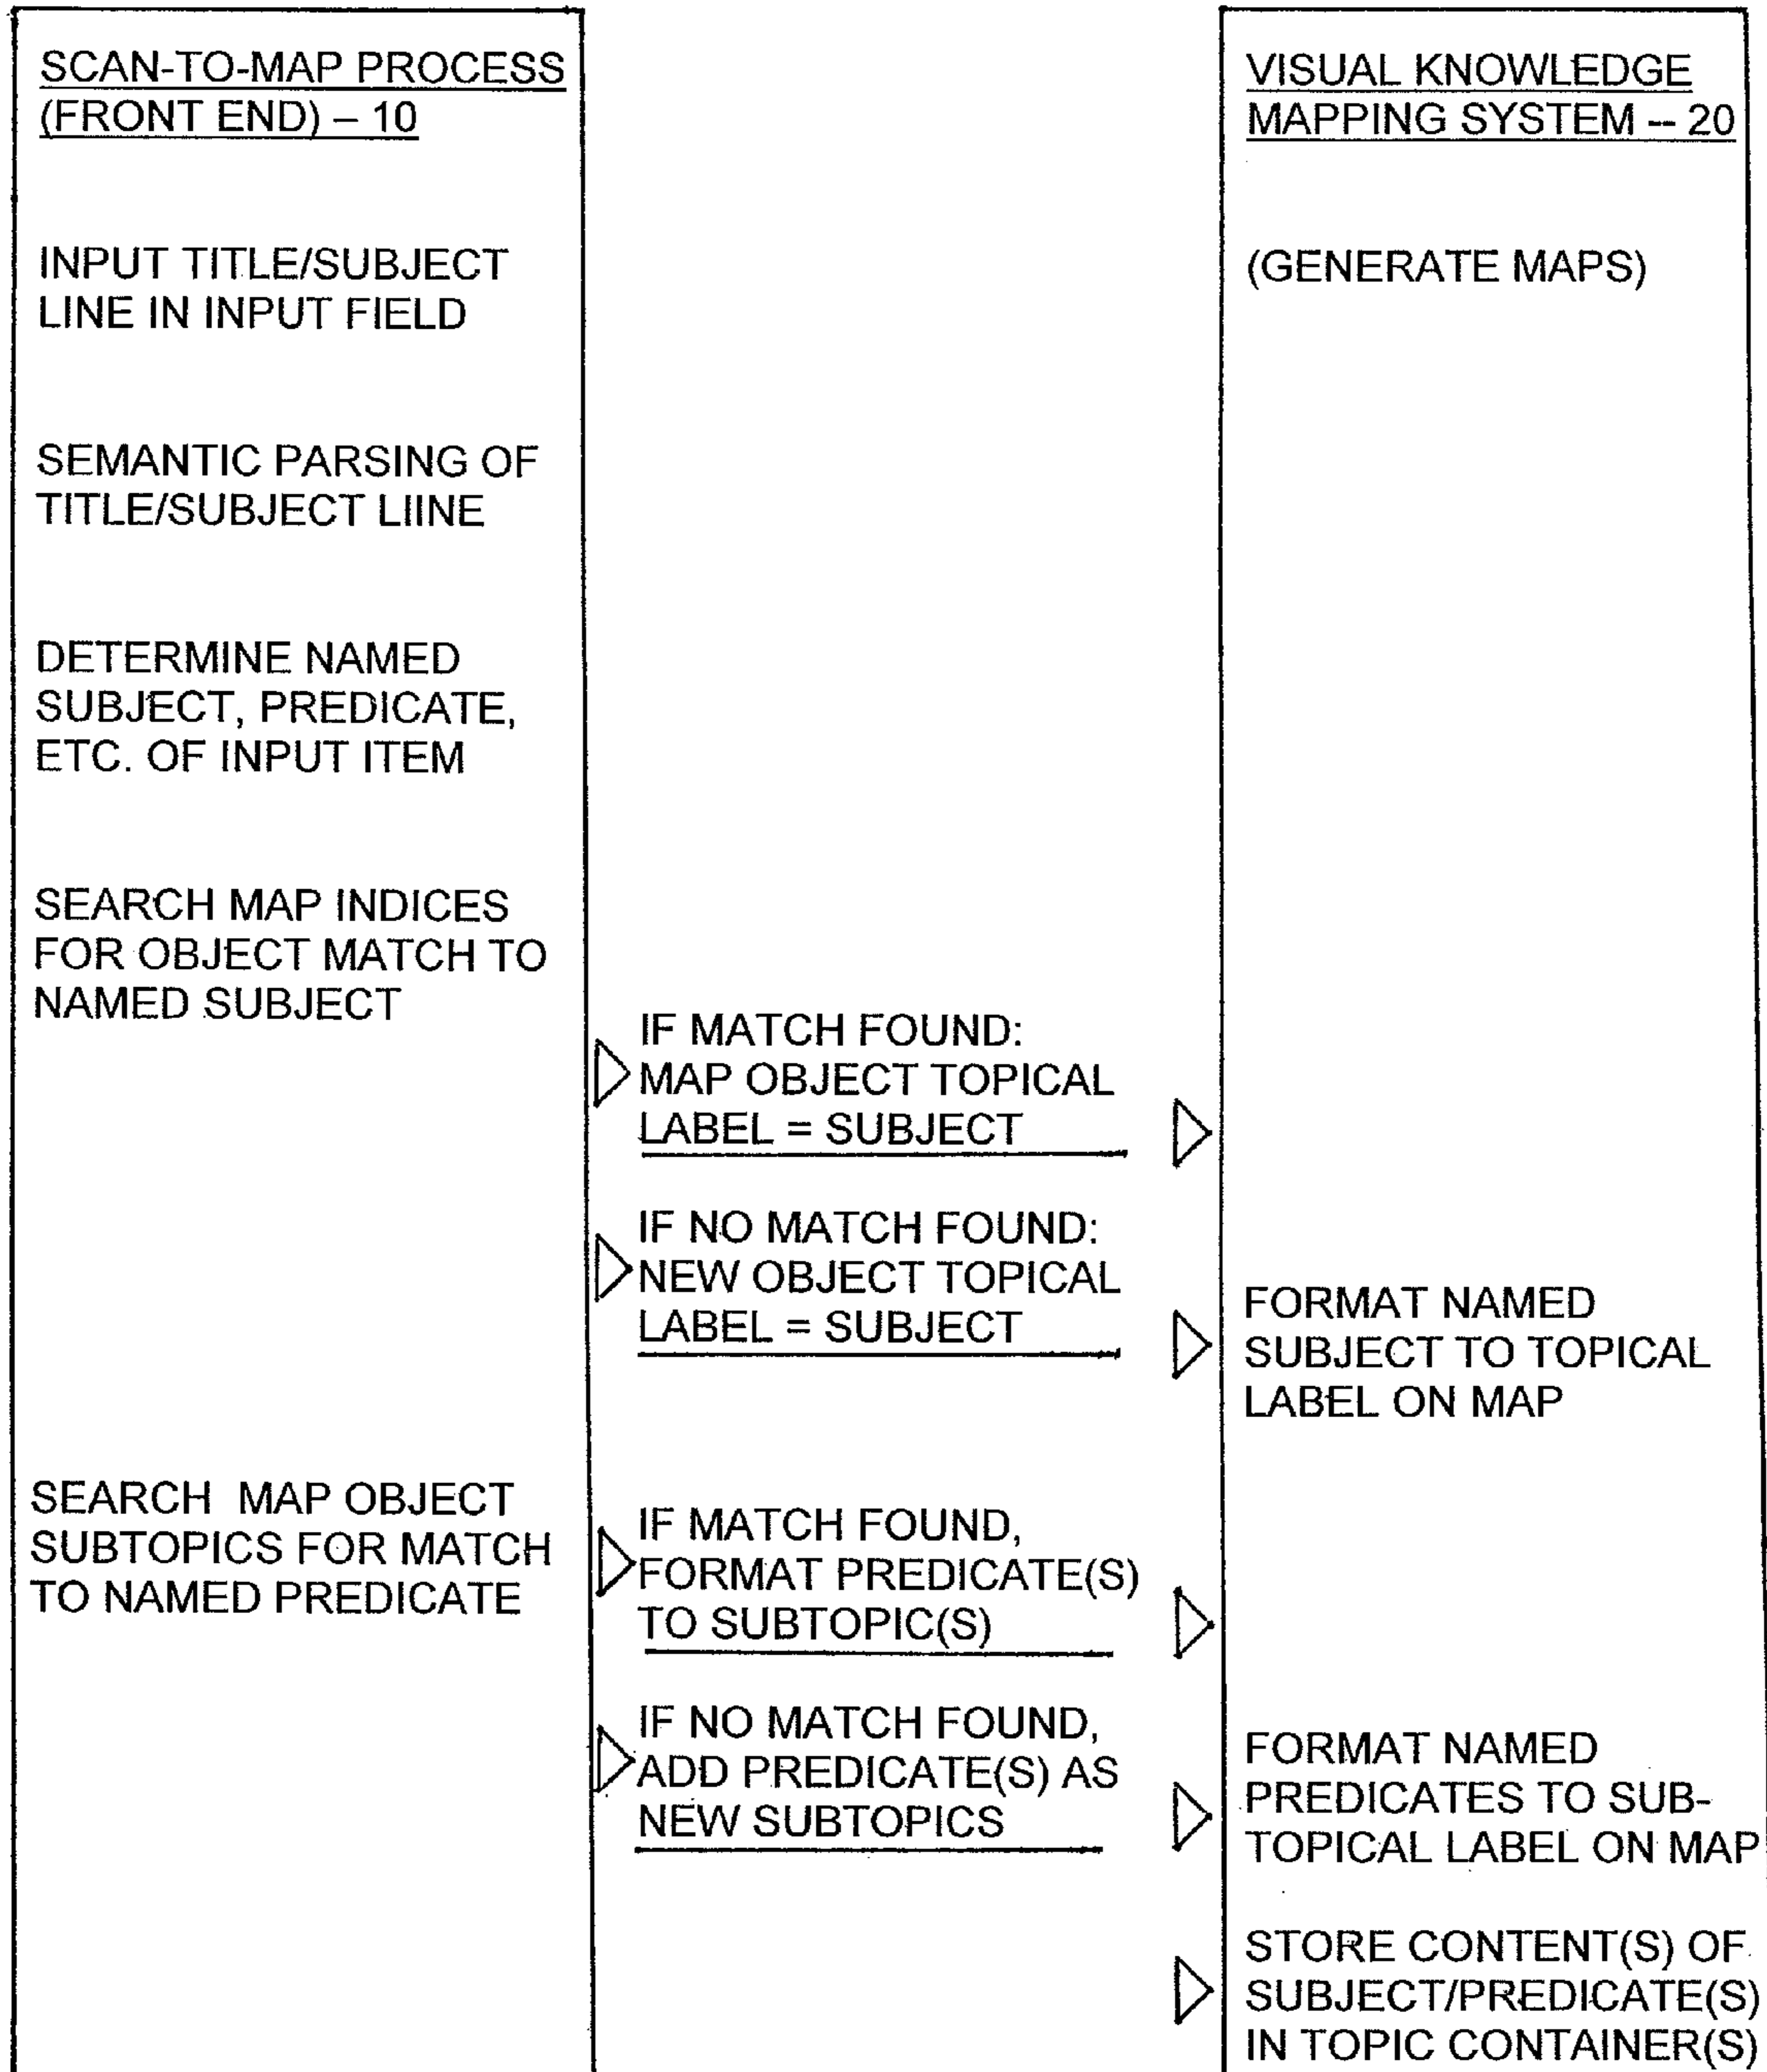 SCAN-TO-MAP PROCESS
(FRONT END) – 10
INPUT TITLE/SUBJECT
LINE IN INPUT FIELD
SEMANTIC PARSING OF
TITLE/SUBJECT LIINE
DETERMINE NAMED
SUBJECT, PREDICATE,
ETC. OF INPUT ITEM
SEARCH MAP INDICES
FOR OBJECT MATCH TO
NAMED SUBJECT
SEARCH MAP OBJECT
SUBTOPICS FOR MATCH
TO NAMED PREDICATE
IF MATCH FOUND:
MAP OBJECT TOPICAL
LABEL = SUBJECT
IF NO MATCH FOUND:
NEW OBJECT TOPICAL
LABEL = SUBJECT
IF MATCH FOUND,
FORMAT PREDICATE(S)
TO SUBTOPIC(S)
IF NO MATCH FOUND,
ADD PREDICATE(S) AS
NEW SUBTOPICS
VISUAL KNOWLEDGE
MAPPING SYSTEM -- 20
(GENERATE MAPS)
FORMAT NAMED
SUBJECT TO TOPICAL
LABEL ON MAP
FORMAT NAMED
PREDICATES TO SUB-
TOPICAL LABEL ON MAP
STORE CONTENT(S) OF
SUBJECT/PREDICATE(S)
IN TOPIC CONTAINER(S)